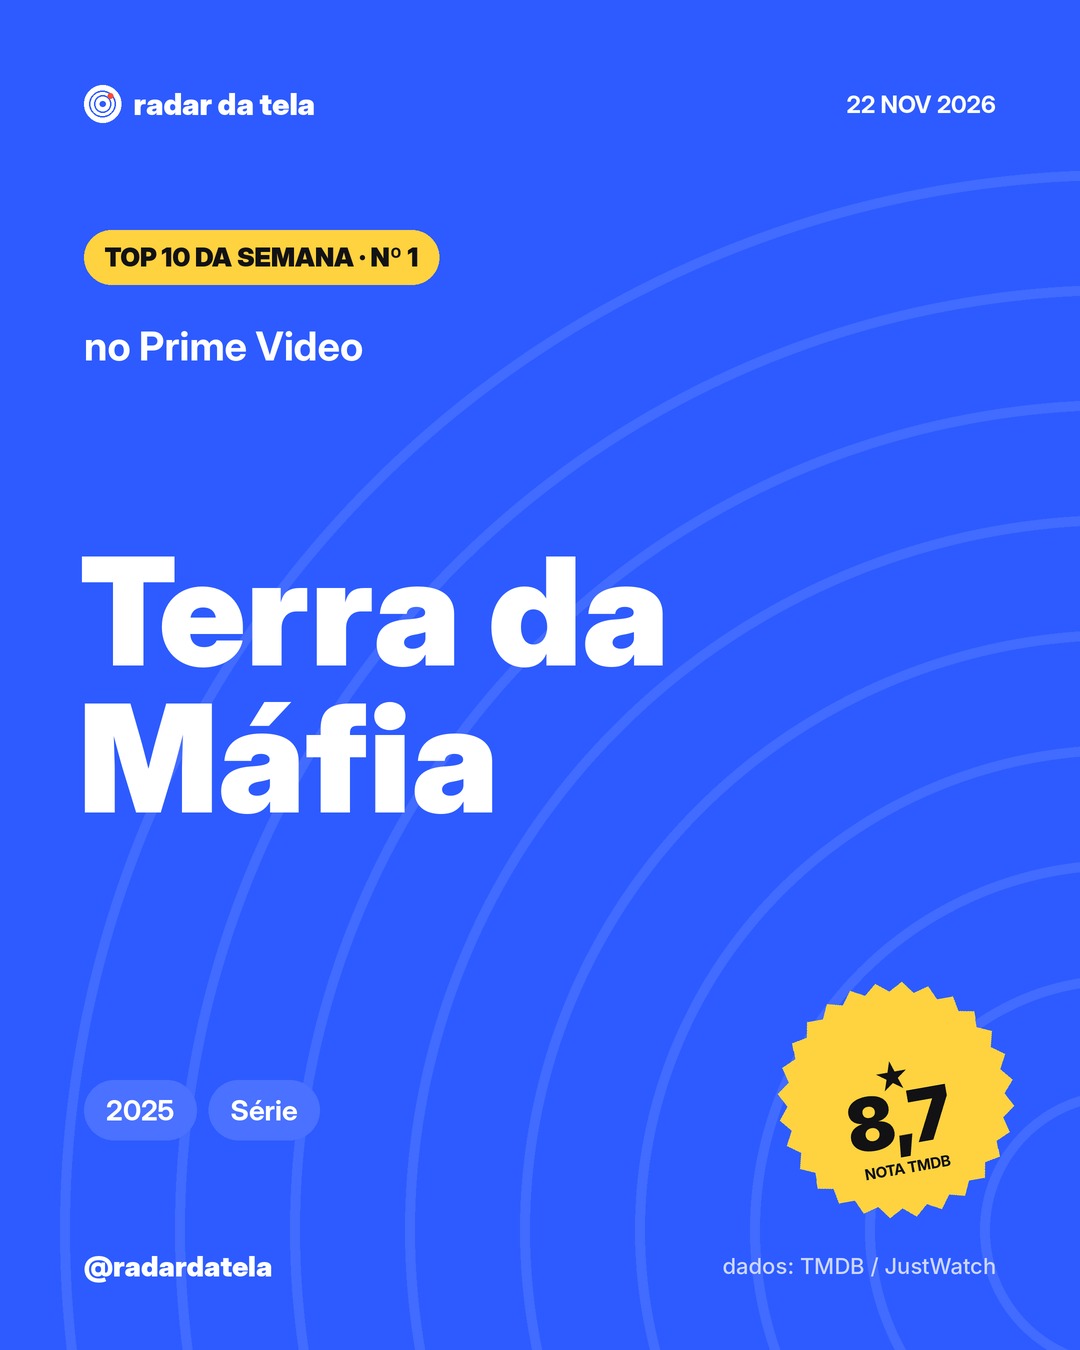 radar da tela
22 NOV 2026
TOP 10 DA SEMANA · Nº 1
no Prime Video
Terra da
Máfia
2025
Série
★
8,7
NOTA TMDB
@radardatela
dados: TMDB / JustWatch